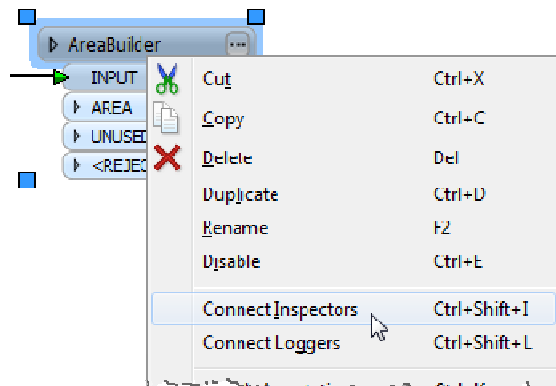 AreaBuilder
INPUT
AREA
UNUSED
<REJEC
Cut Ctrl+X
Copy Ctrl+C
Delete Del
Duplicate Ctrl+D
Rename F2
Disable Ctrl+E
Connect Inspectors Ctrl+Shift+I
Connect Loggers Ctrl+Shift+L